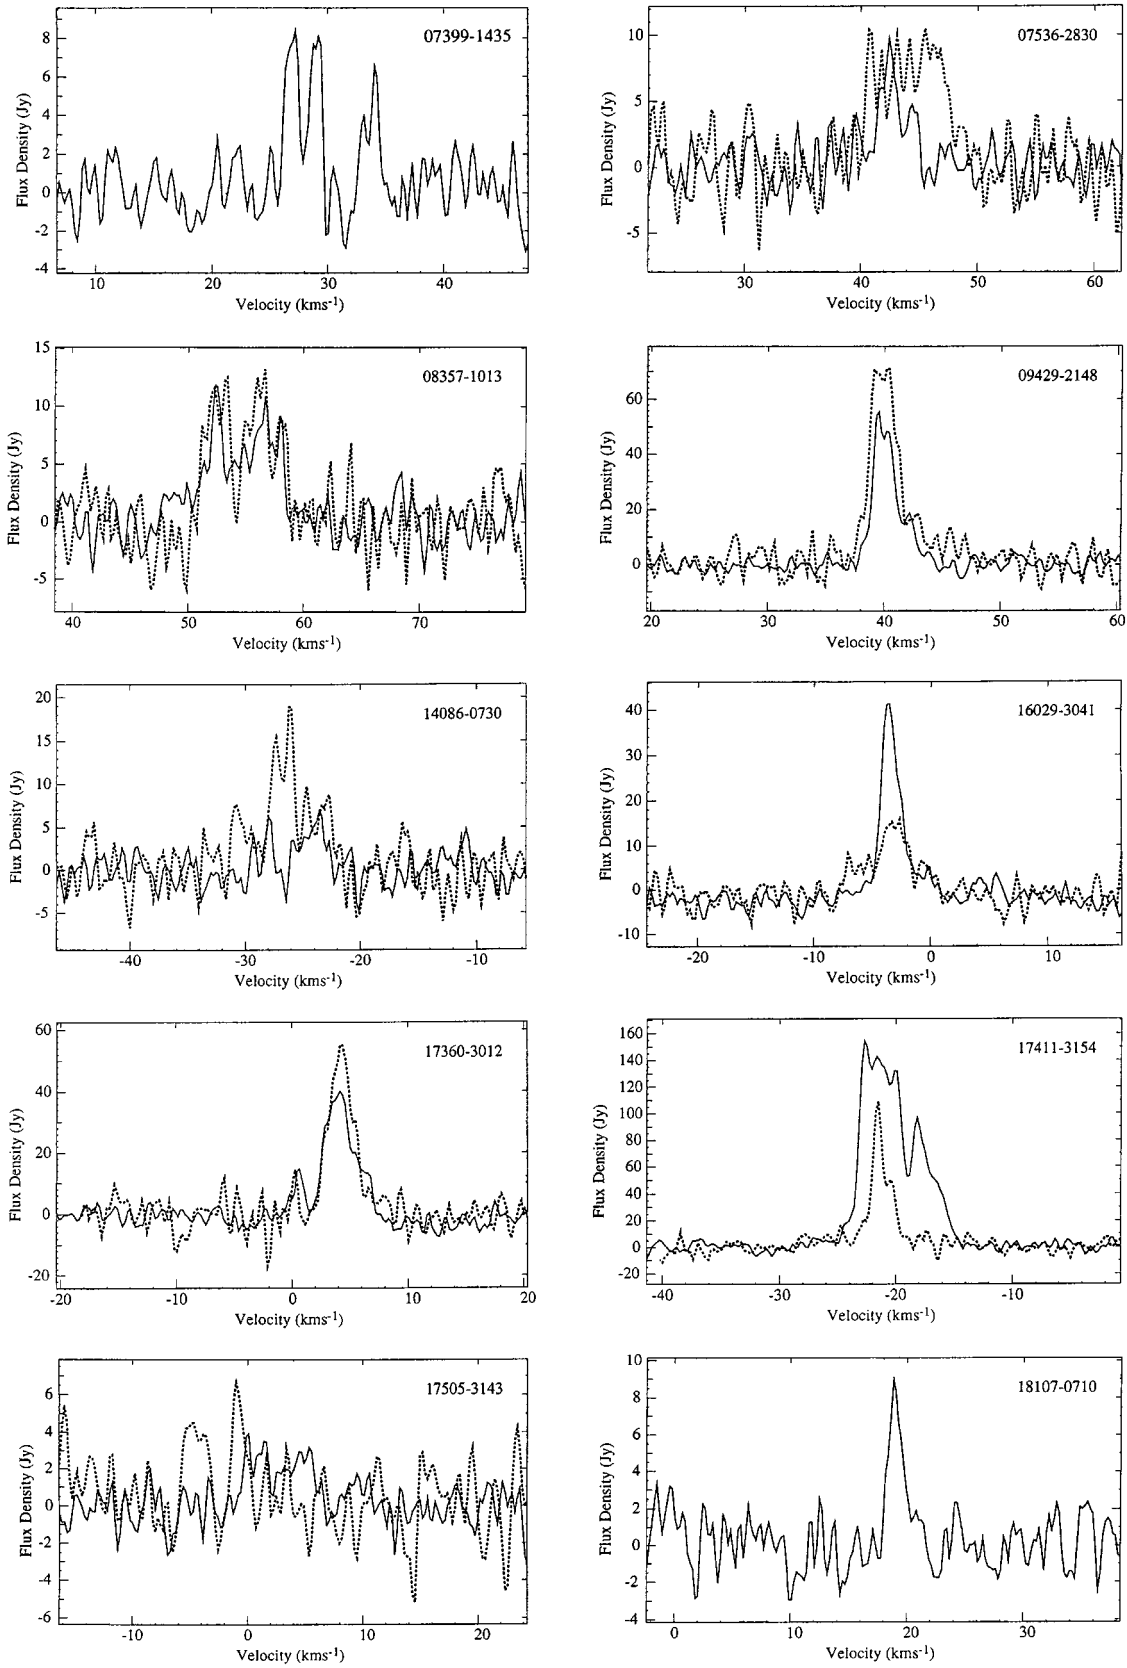 07399-1435
Flux Density (Jy)
8
6
4
2
0
-2
-4
10 20 30 40
Velocity (kms-1)
07536-2830
Flux Density (Jy)
10
5
0
-5
30 40 50 60
Velocity (kms-1)
08357-1013
Flux Density (Jy)
15
10
5
0
-5
40 50 60 70
Velocity (kms-1)
09429-2148
Flux Density (Jy)
60
40
20
0
20 30 40 50 60
Velocity (kms-1)
14086-0730
Flux Density (Jy)
20
15
10
5
0
-5
-40 -30 -20 -10
Velocity (kms-1)
16029-3041
Flux Density (Jy)
40
30
20
10
0
-10
-20 -10 0 10
Velocity (kms-1)
17360-3012
Flux Density (Jy)
60
40
20
0
-20
-20 -10 0 10 20
Velocity (kms-1)
17411-3154
Flux Density (Jy)
160
140
120
100
80
60
40
20
0
-20
-40 -30 -20 -10
Velocity (kms-1)
17505-3143
Flux Density (Jy)
6
4
2
0
-2
-4
-6
-10 0 10 20
Velocity (kms-1)
18107-0710
Flux Density (Jy)
10
8
6
4
2
0
-2
-4
0 10 20 30
Velocity (kms-1)